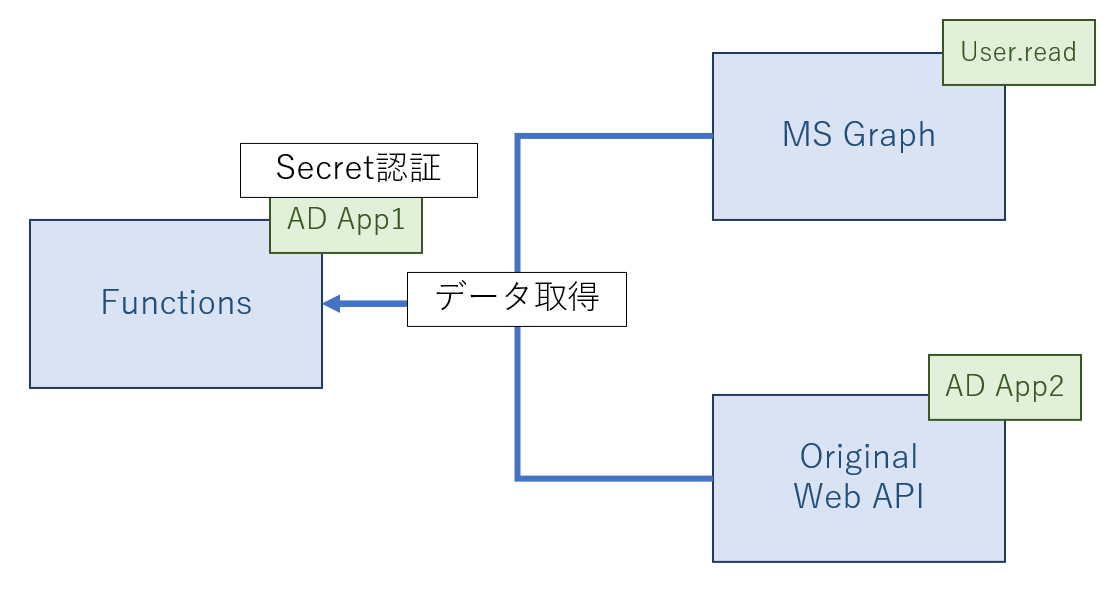 User.read
MS Graph
Secret認証
AD App1
Functions
データ取得
AD App2
Original
Web API